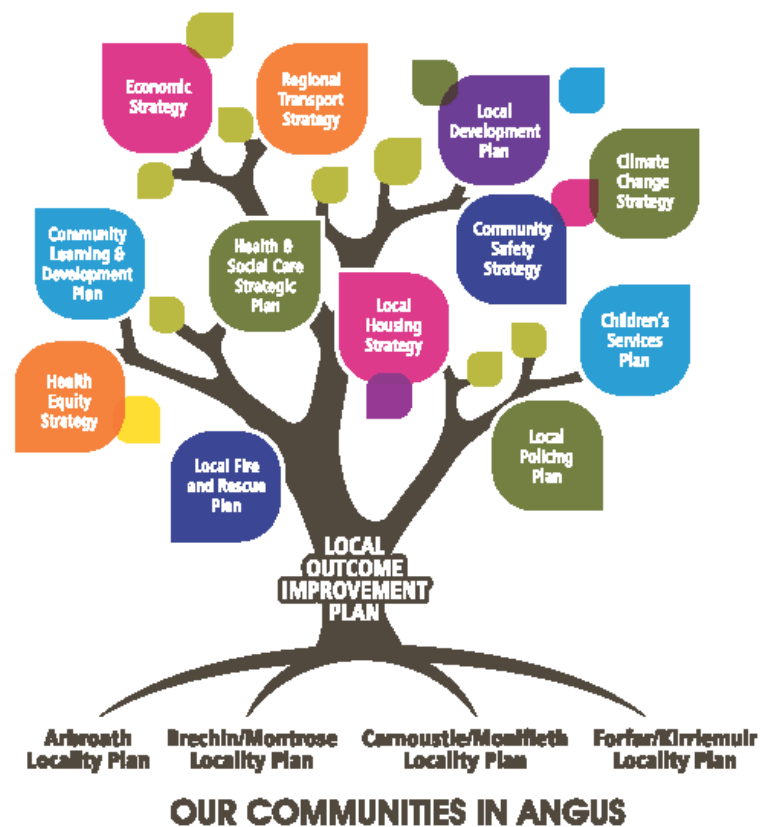 Economic
Strategy
Regional
Transport
Strategy
Local
Development
Plan
Climate
Change
Strategy
Community
Learning &
Development
Plan
Health &
Social Care
Strategic
Plan
Community
Safety
Strategy
Local
Housing
Strategy
Children's
Services
Plan
Health
Equity
Strategy
Local Fire
and Rescue
Plan
Local
Policing
Plan
LOCAL
OUTCOME
IMPROVEMENT
PLAN
Arbroath
Locality Plan
Brechin/Montrose
Locality Plan
Carnoustie/Monifieth
Locality Plan
Forfar/Kirriemuir
Locality Plan
OUR COMMUNITIES IN ANGUS